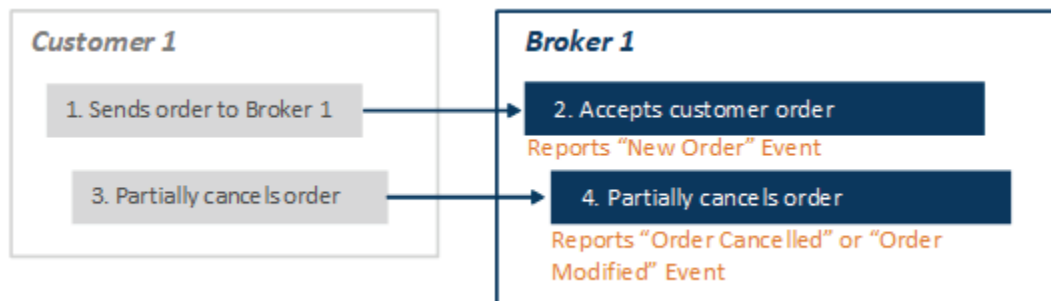 Customer 1
Broker 1
1. Sends order to Broker 1
2. Accepts customer order
Reports “New Order” Event
3. Partially cancels order
4. Partially cancels order
Reports “Order Cancelled” or “Order
Modified” Event